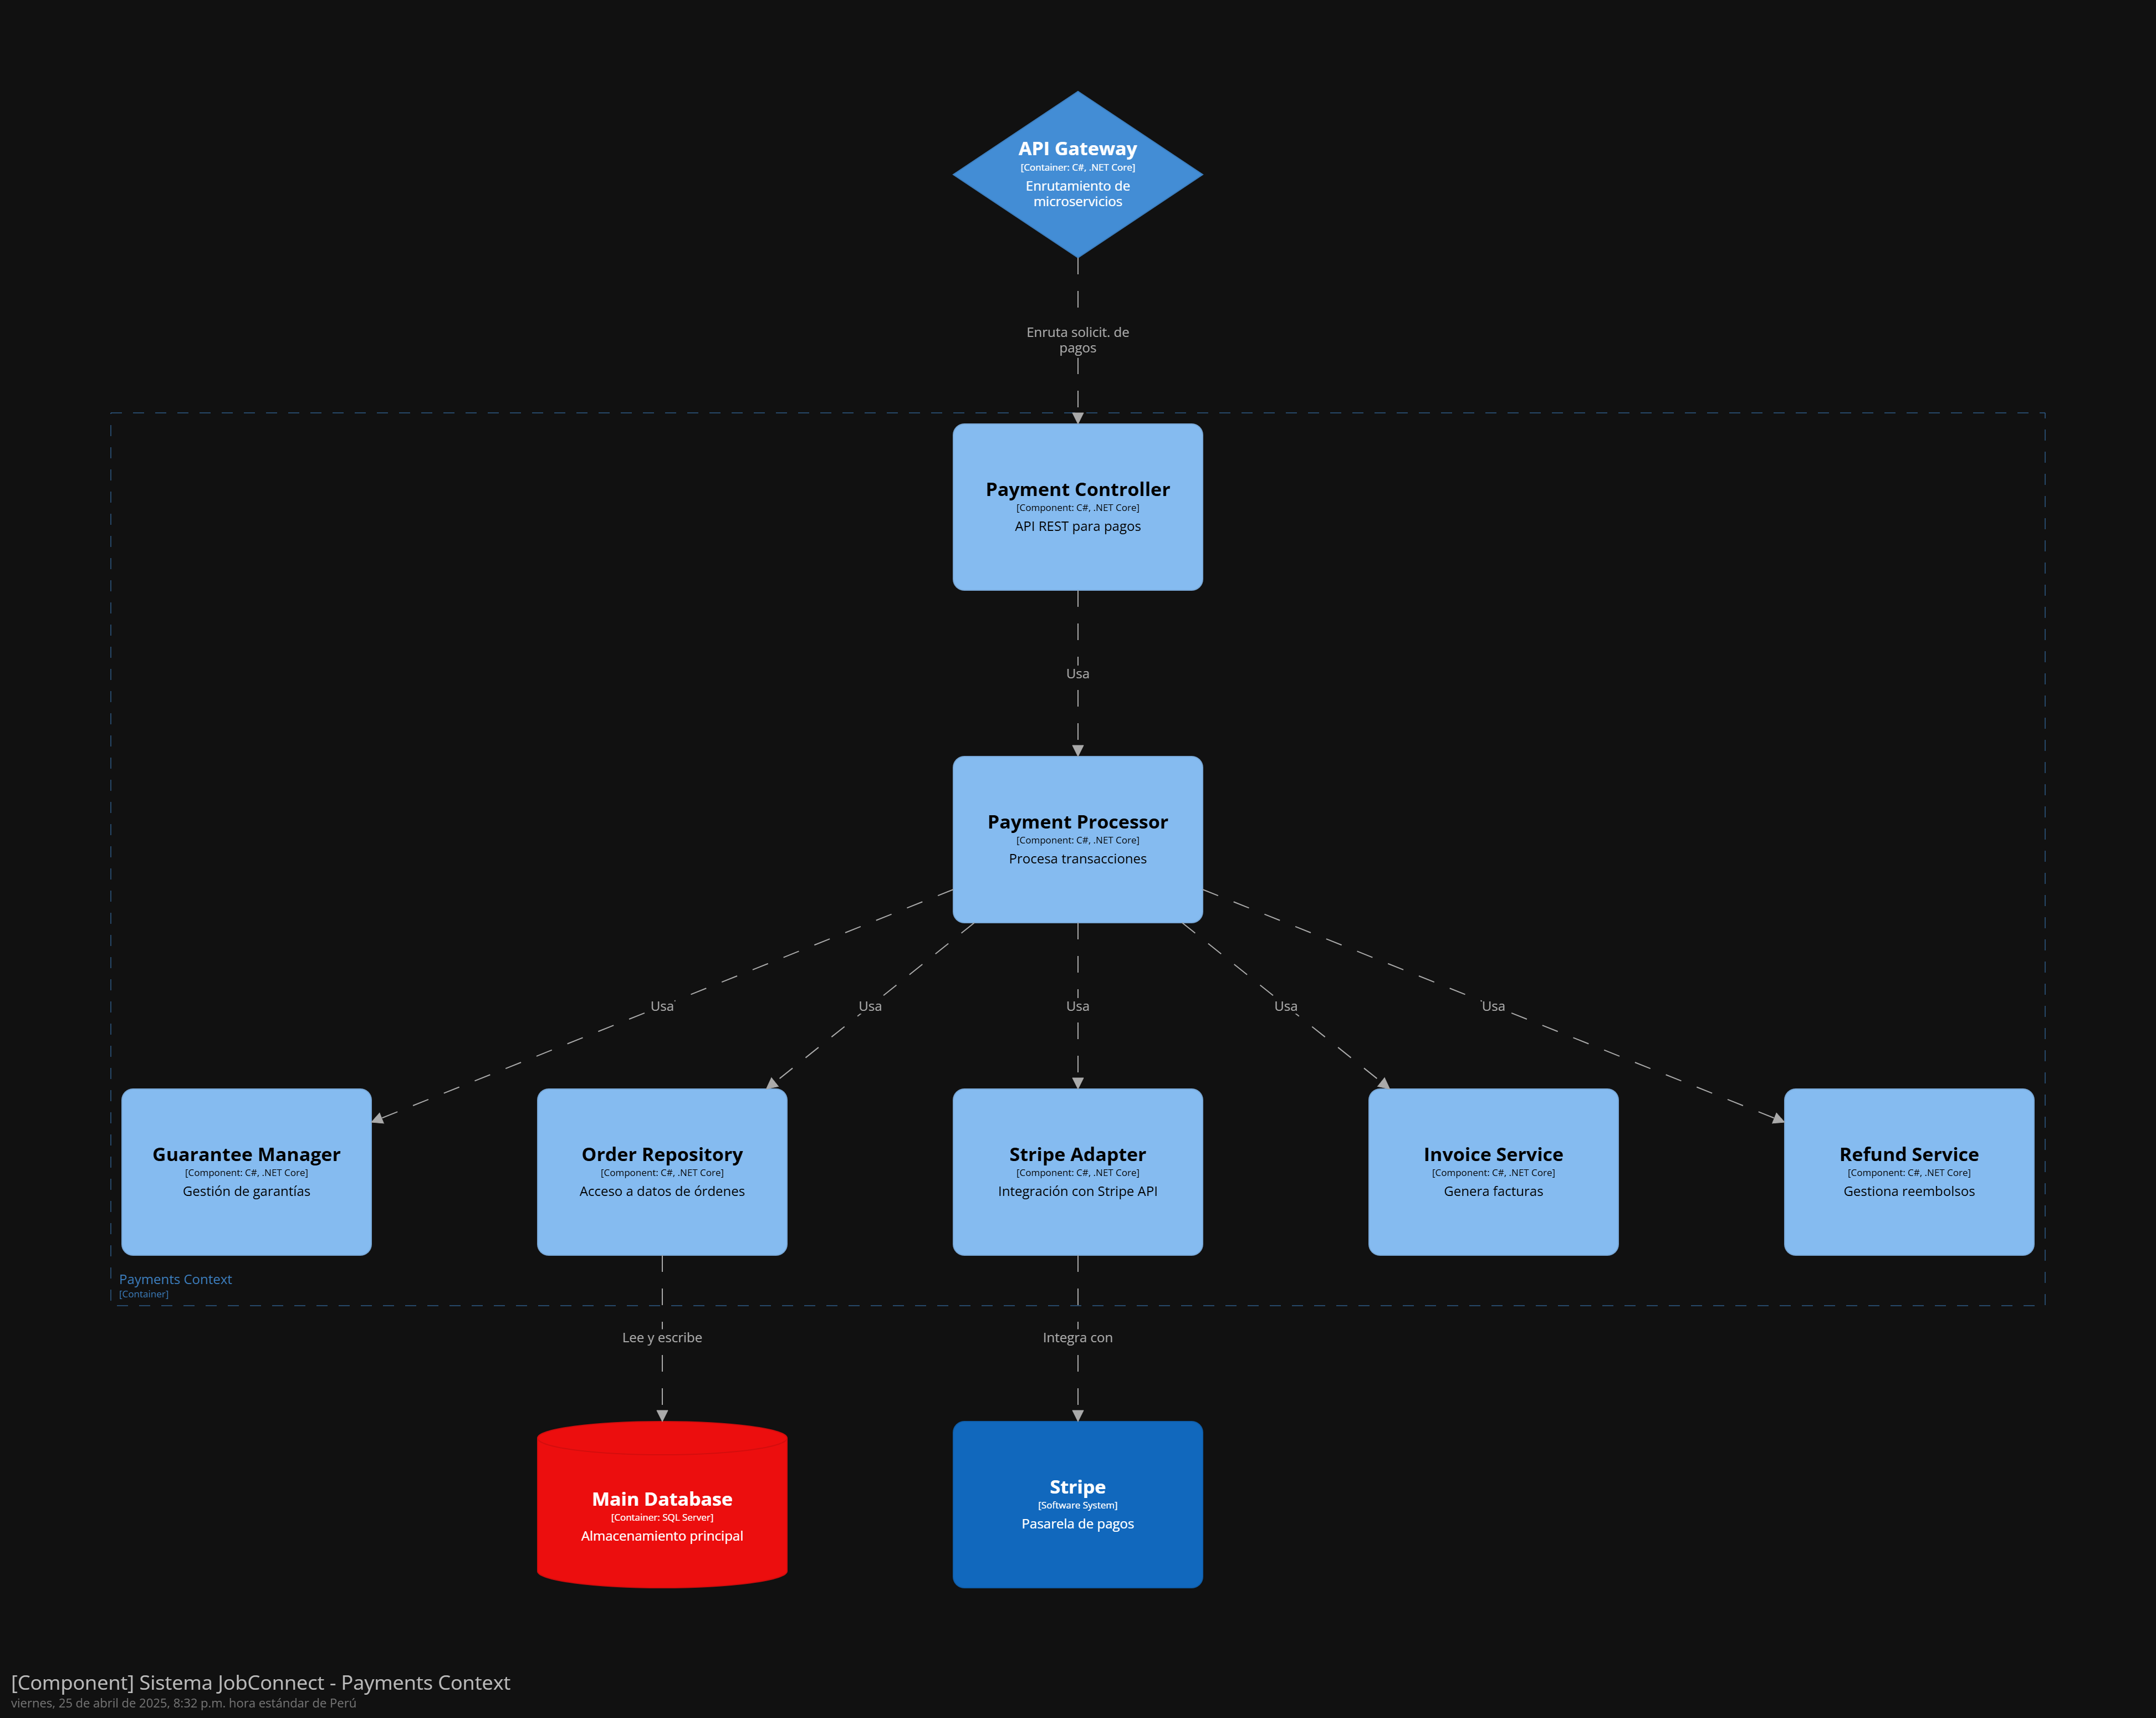 API Gateway
[Container: C#, .NET Core]
Enrutamiento de
microservicios
Enruta solicit. de
pagos
Payment Controller
[Component: C#, .NET Core]
API REST para pagos
Usa
Payment Processor
[Component: C#, .NET Core]
Procesa transacciones
Usa
Usa
Usa
Usa
Usa
Guarantee Manager
[Component: C#, .NET Core]
Gestión de garantías
Order Repository
[Component: C#, .NET Core]
Acceso a datos de órdenes
Stripe Adapter
[Component: C#, .NET Core]
Integración con Stripe API
Invoice Service
[Component: C#, .NET Core]
Genera facturas
Refund Service
[Component: C#, .NET Core]
Gestiona reembolsos
Payments Context
[Container]
Lee y escribe
Integra con
Main Database
[Container: SQL Server]
Almacenamiento principal
Stripe
[Software System]
Pasarela de pagos
[Component] Sistema JobConnect - Payments Context
viernes, 25 de abril de 2025, 8:32 p.m. hora estándar de Perú